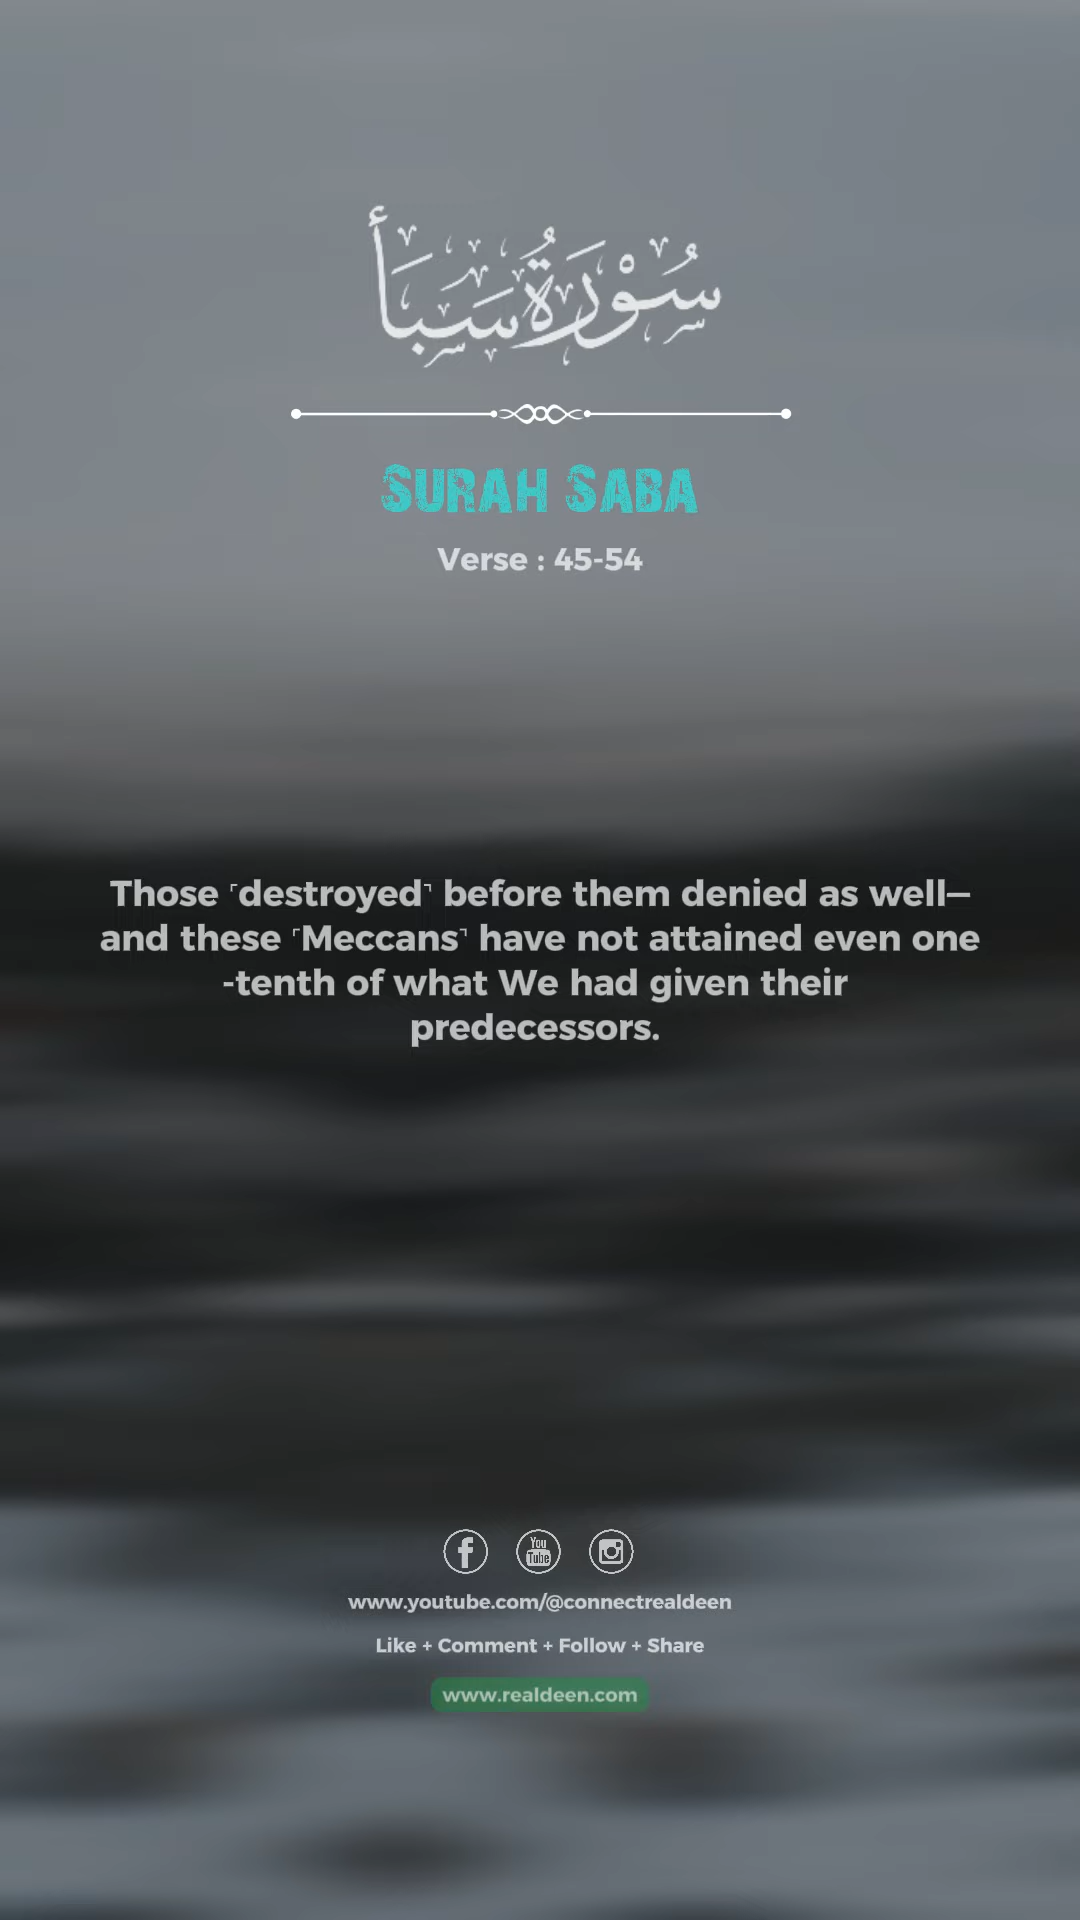 سُوْرَةُ سَبَأ
Surah Saba
Verse : 45-54
Those ˹destroyed˺ before them denied as well—
and these ˹Meccans˺ have not attained even one
-tenth of what We had given their
predecessors.
You Tube
www.youtube.com/@connectrealdeen
Like + Comment + Follow + Share
www.realdeen.com